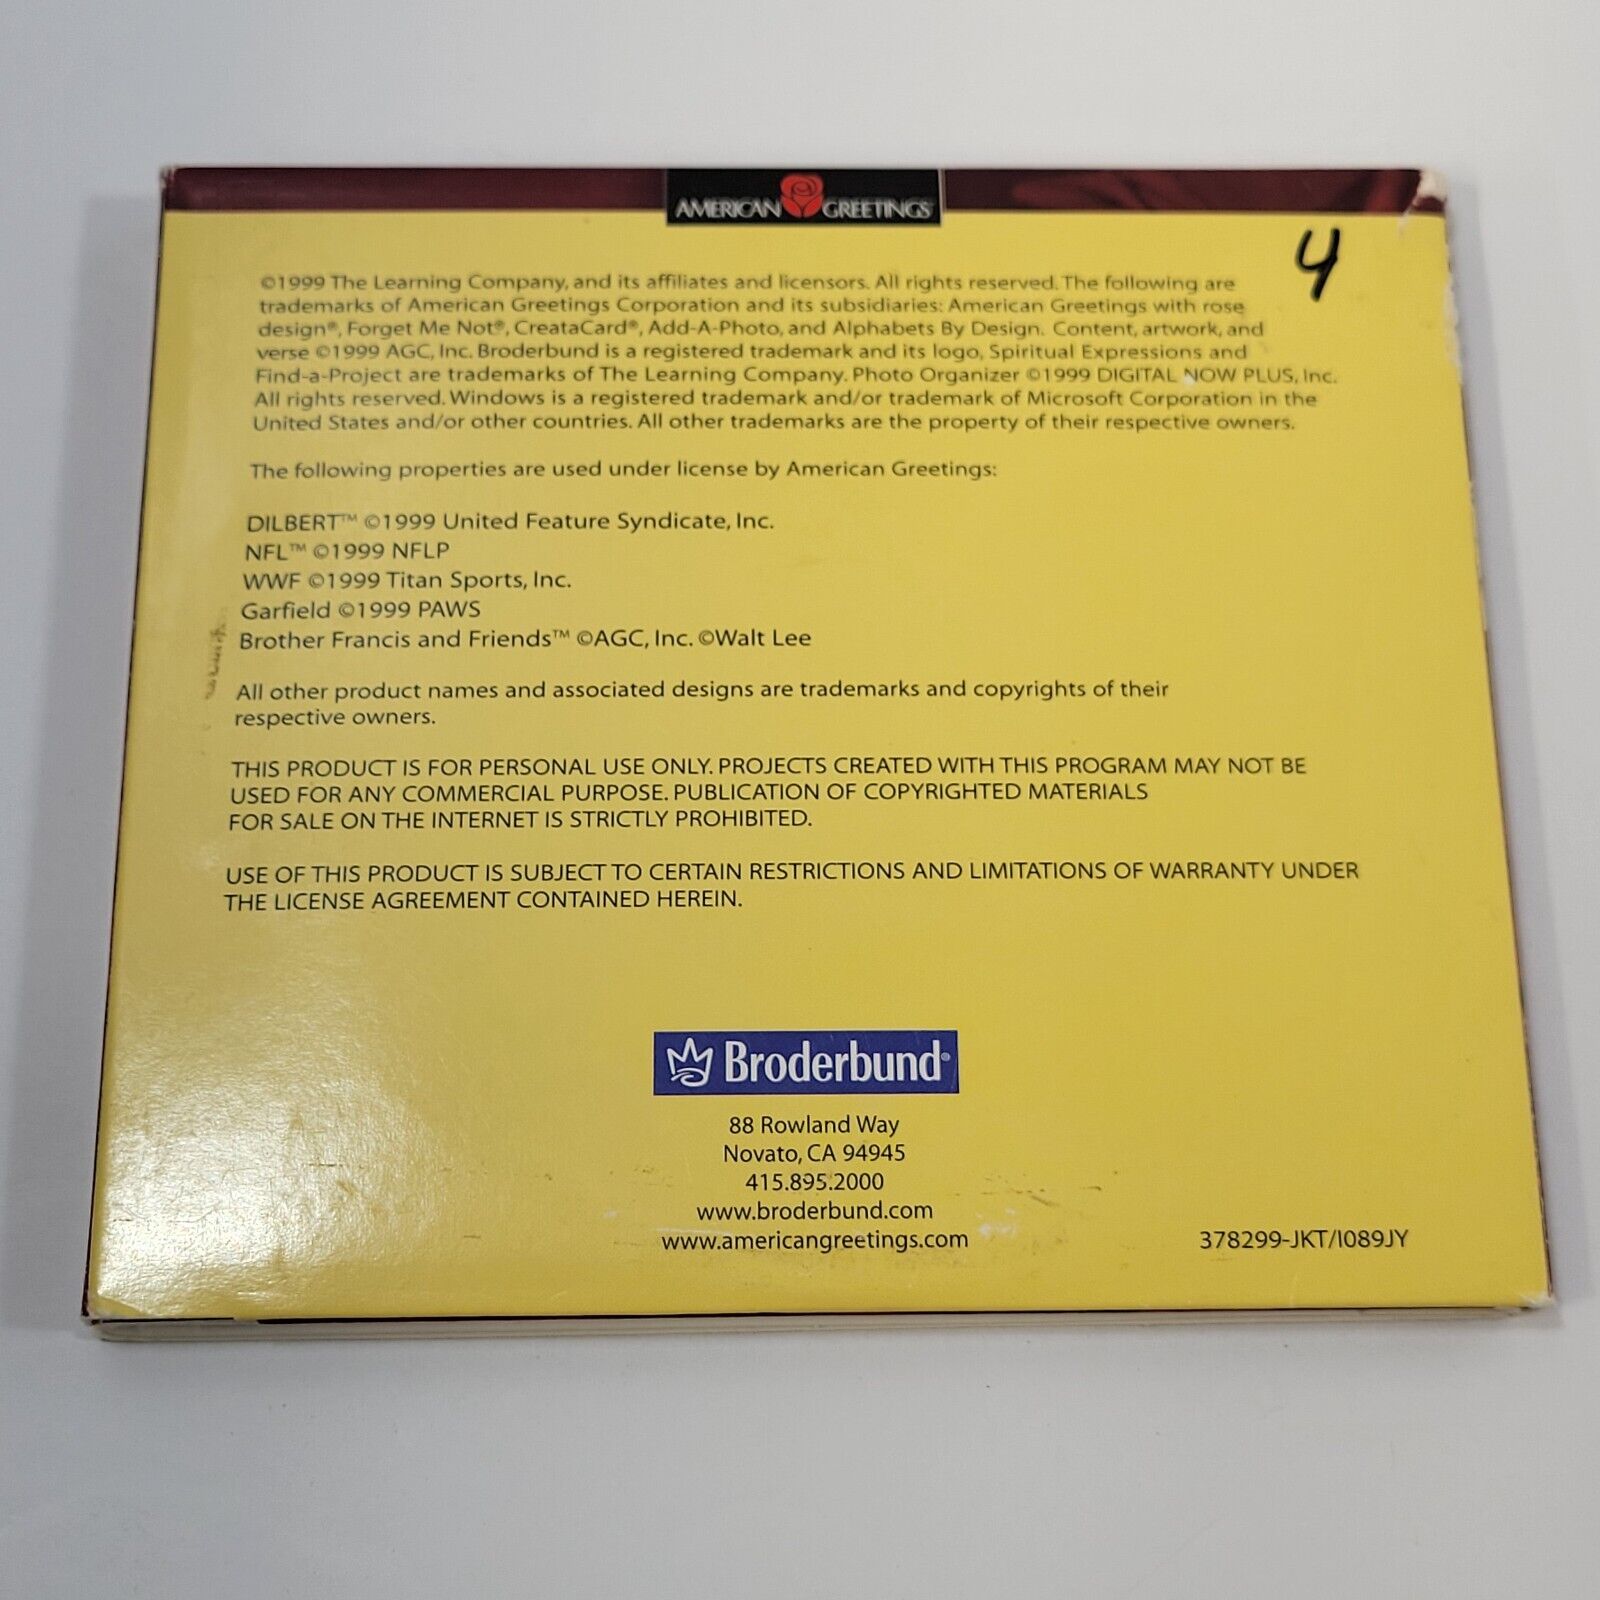 AMERICAN GREETINGS
4
©1999 The Learning Company, and its affiliates and licensors. All rights reserved. The following are
trademarks of American Greetings Corporation and its subsidiaries: American Greetings with rose
design®, Forget Me Not®, CreataCard®, Add-A-Photo, and Alphabets By Design. Content, artwork, and
verse ©1999 AGC, Inc. Broderbund is a registered trademark and its logo, Spiritual Expressions and
Find-a-Project are trademarks of The Learning Company. Photo Organizer ©1999 DIGITAL NOW PLUS, Inc.
All rights reserved. Windows is a registered trademark and/or trademark of Microsoft Corporation in the
United States and/or other countries. All other trademarks are the property of their respective owners.
The following properties are used under license by American Greetings:
DILBERT™ ©1999 United Feature Syndicate, Inc.
NFL™ ©1999 NFLP
WWF ©1999 Titan Sports, Inc.
Garfield ©1999 PAWS
Brother Francis and Friends™ ©AGC, Inc. ©Walt Lee
All other product names and associated designs are trademarks and copyrights of their
respective owners.
THIS PRODUCT IS FOR PERSONAL USE ONLY. PROJECTS CREATED WITH THIS PROGRAM MAY NOT BE
USED FOR ANY COMMERCIAL PURPOSE. PUBLICATION OF COPYRIGHTED MATERIALS
FOR SALE ON THE INTERNET IS STRICTLY PROHIBITED.
USE OF THIS PRODUCT IS SUBJECT TO CERTAIN RESTRICTIONS AND LIMITATIONS OF WARRANTY UNDER
THE LICENSE AGREEMENT CONTAINED HEREIN.
Broderbund®
88 Rowland Way
Novato, CA 94945
415.895.2000
www.broderbund.com
www.americangreetings.com
378299-JKT/I089JY